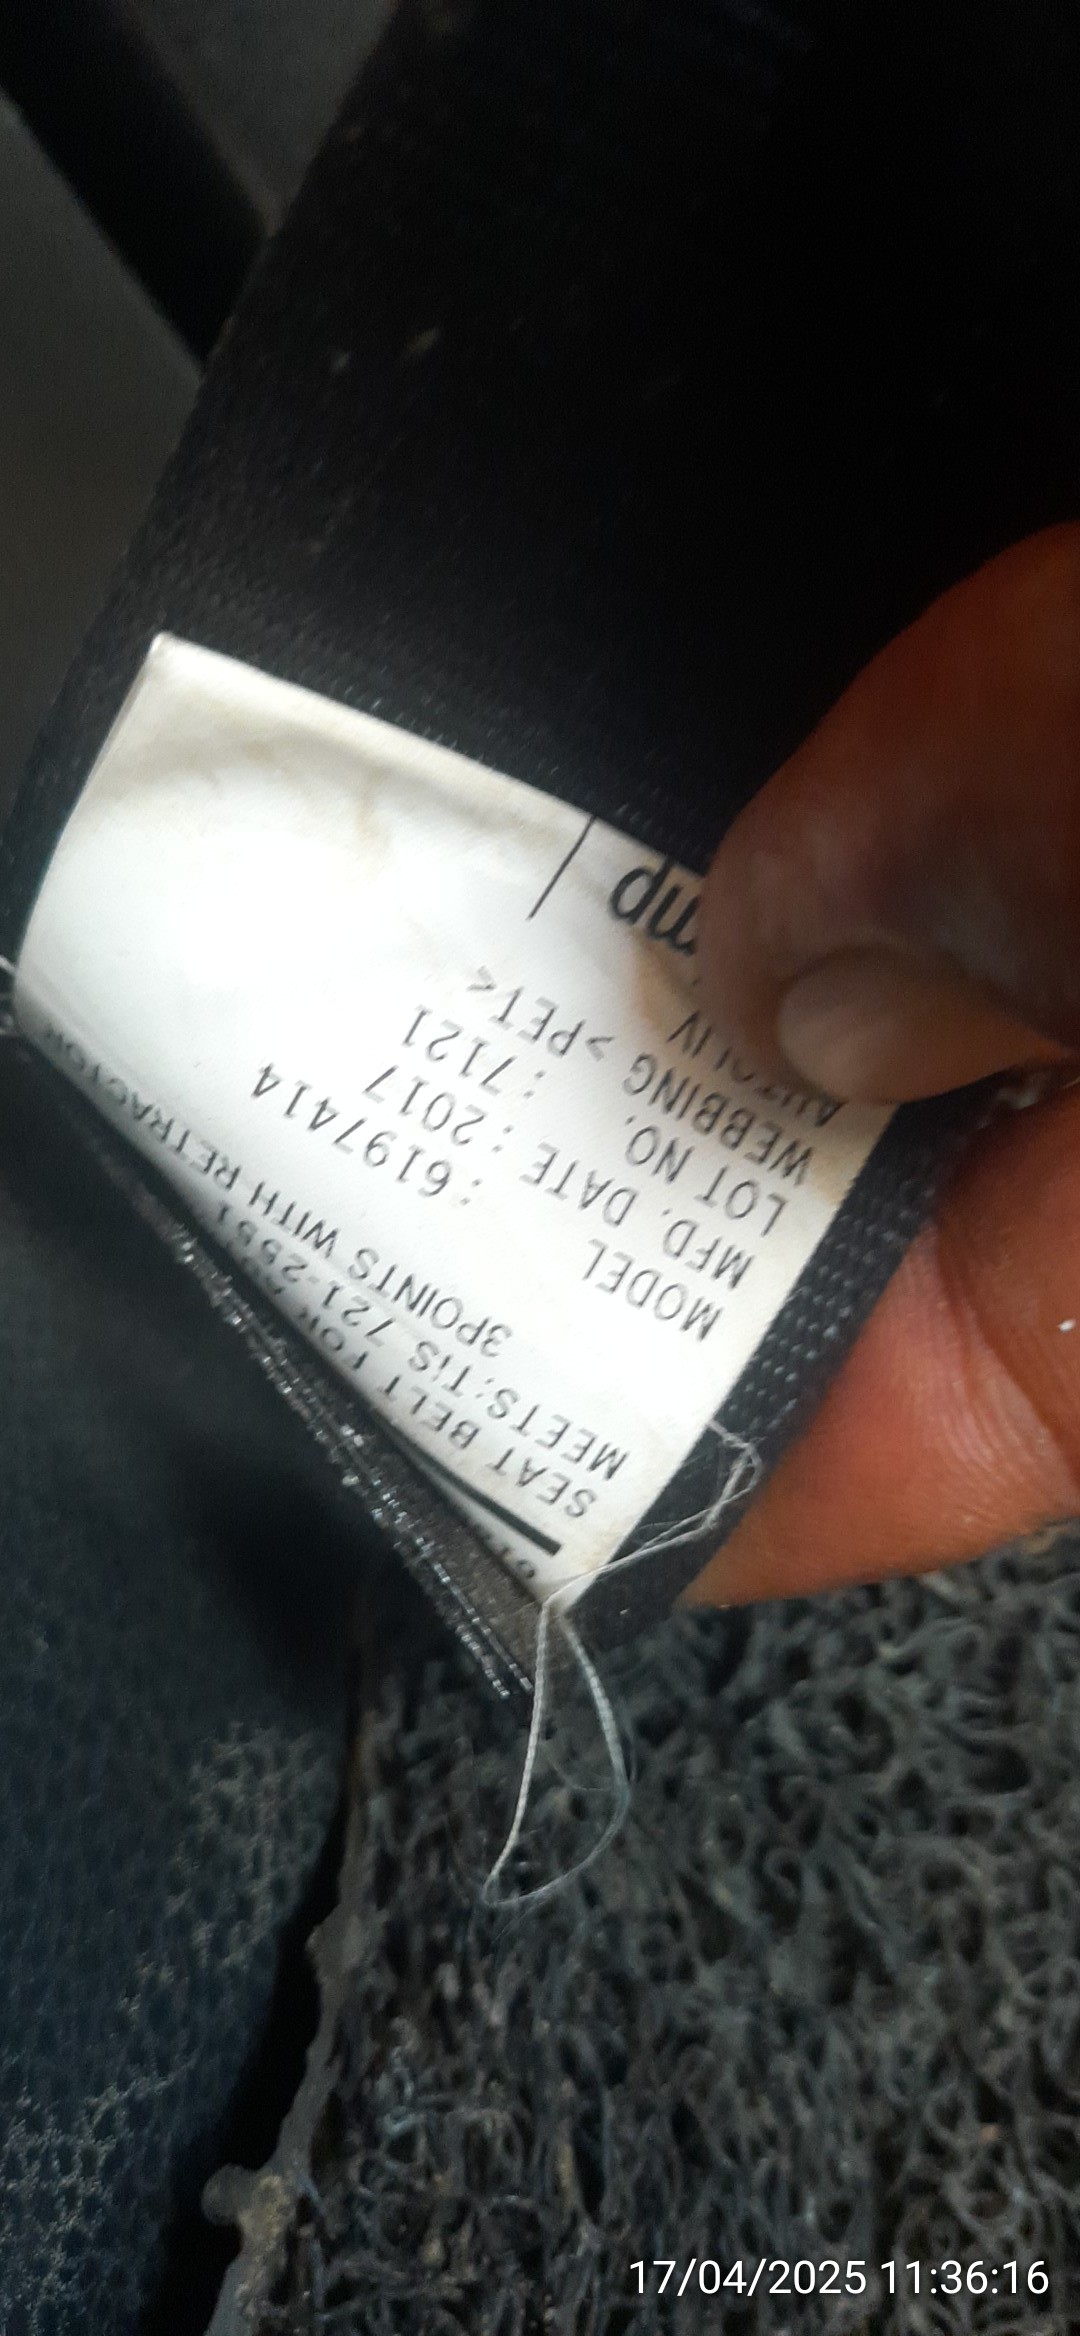 SEAT BELT FOR
MEETS:TIS 721-2551
3POINTS WITH RETRACTOR
MODEL : 6197414
MFD. DATE : 2017
LOT NO. : 7121
WEBBING >PET<
AUTOLIV
17/04/2025 11:36:16